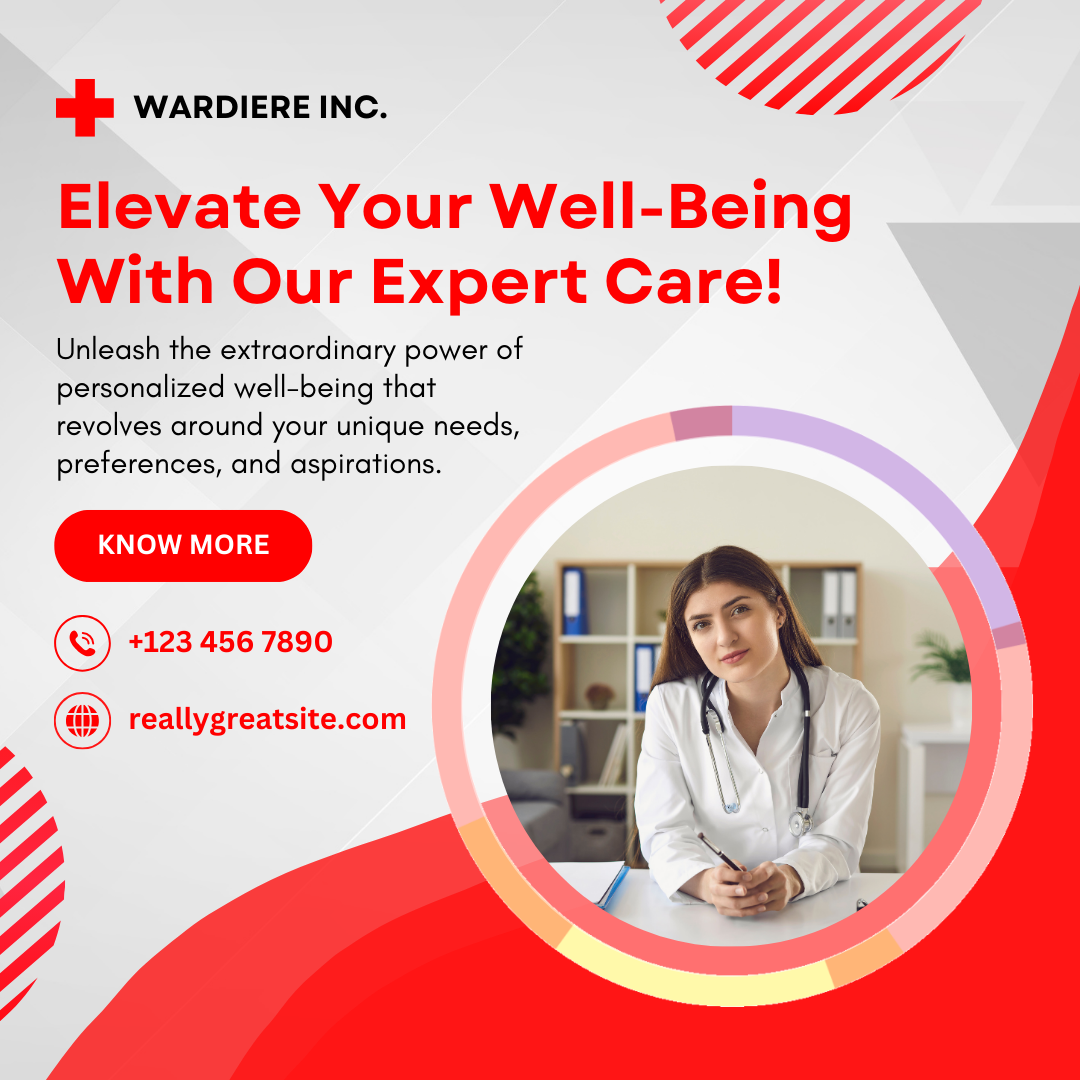 WARDIERE INC.
Elevate Your Well-Being
With Our Expert Care!
Unleash the extraordinary power of
personalized well-being that
revolves around your unique needs,
preferences, and aspirations.
KNOW MORE
+123 456 7890
reallygreatsite.com